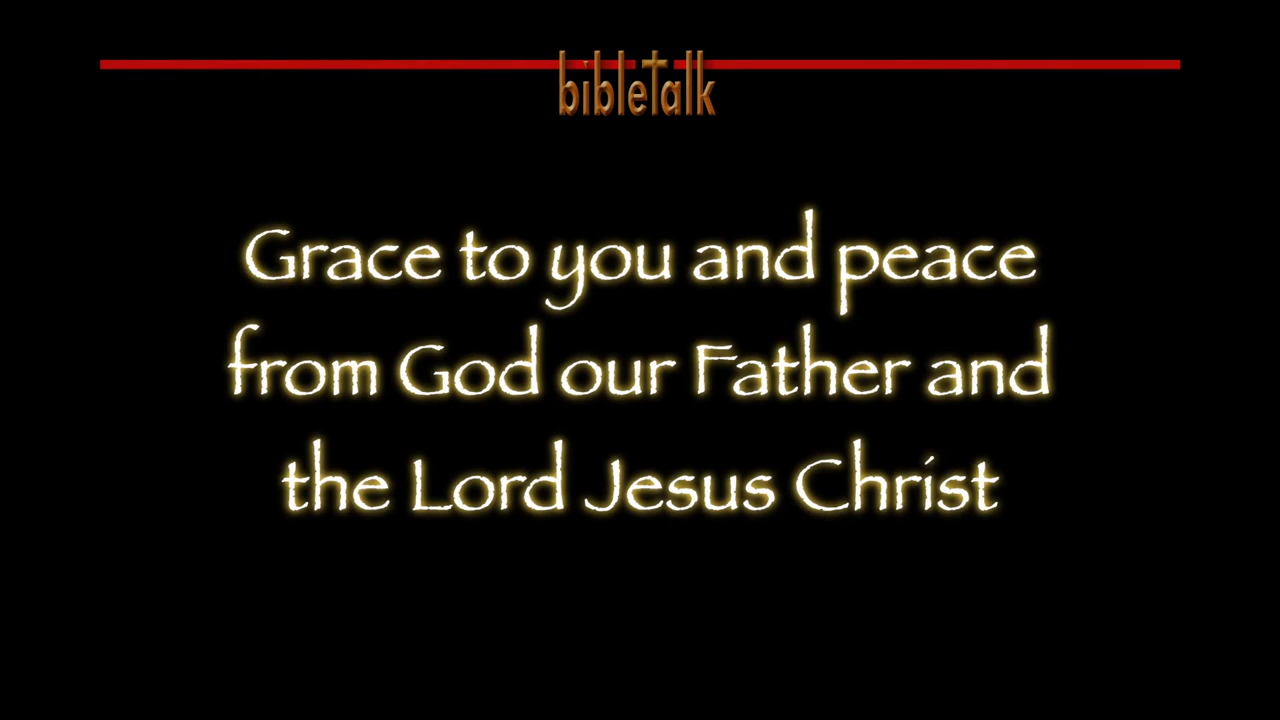 bibleTalk
Grace to you and peace
from God our Father and
the Lord Jesus Christ